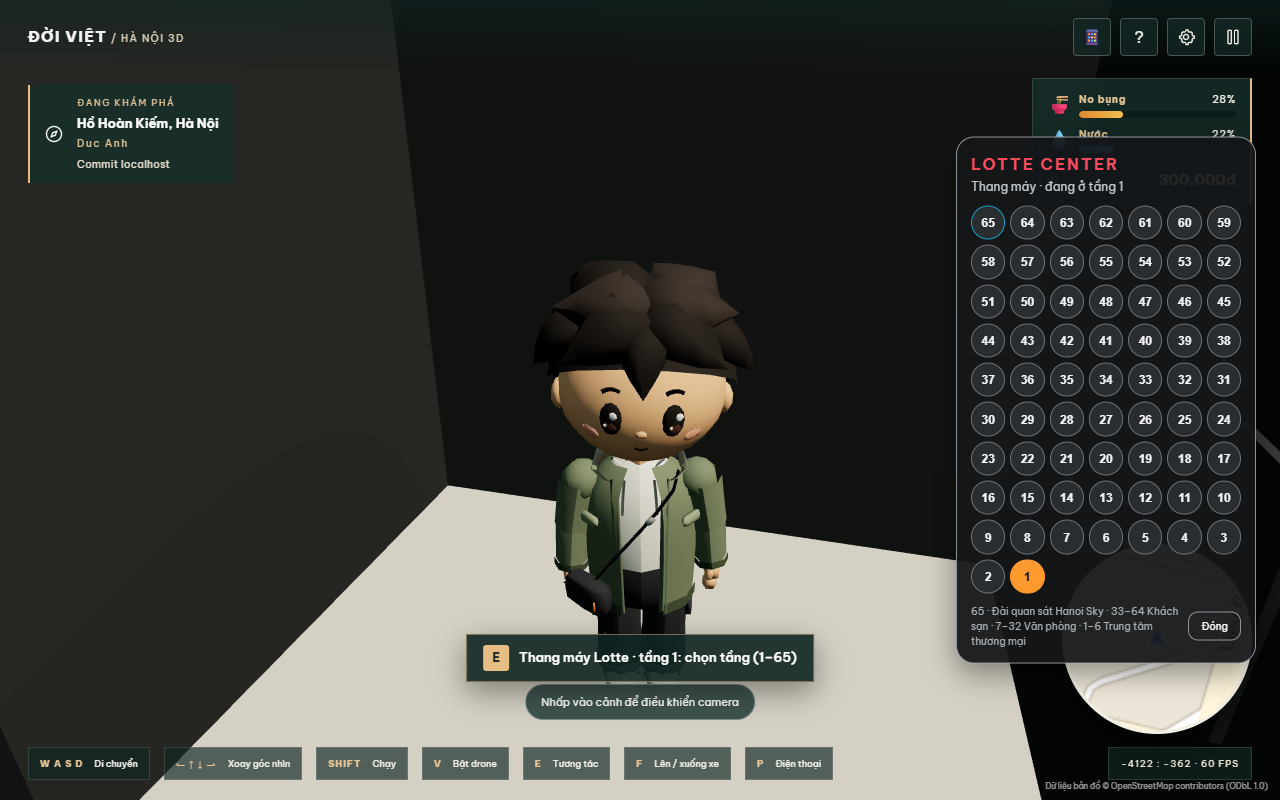 ĐỜI VIỆT / HÀ NỘI 3D
?
ĐANG KHÁM PHÁ
Hồ Hoàn Kiếm, Hà Nội
Duc Anh
Commit localhost
No bụng 28%
Nước 22%
300.000đ
LOTTE CENTER
Thang máy · đang ở tầng 1
65 64 63 62 61 60 59
58 57 56 55 54 53 52
51 50 49 48 47 46 45
44 43 42 41 40 39 38
37 36 35 34 33 32 31
30 29 28 27 26 25 24
23 22 21 20 19 18 17
16 15 14 13 12 11 10
9 8 7 6 5 4 3
2 1
65 · Đài quan sát Hanoi Sky · 33–64 Khách
sạn · 7–32 Văn phòng · 1–6 Trung tâm
thương mại
Đóng
E Thang máy Lotte · tầng 1: chọn tầng (1–65)
Nhấp vào cảnh để điều khiển camera
W A S D Di chuyển ←↑↓→ Xoay góc nhìn SHIFT Chạy V Bật drone E Tương tác F Lên / xuống xe P Điện thoại
-4122 : -362 · 60 FPS
Dữ liệu bản đồ © OpenStreetMap contributors (ODbL 1.0)